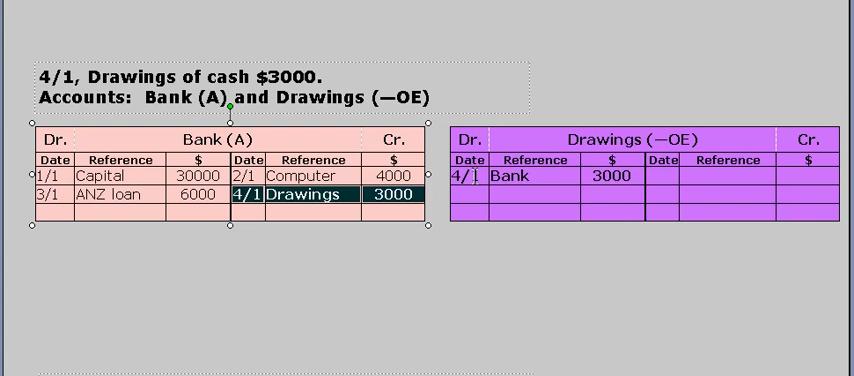 4/1, Drawings of cash $3000.
Accounts: Bank (A) and Drawings (—OE)
Dr. Bank (A) Cr.
Date Reference $ Date Reference $
1/1 Capital 30000 2/1 Computer 4000
3/1 ANZ loan 6000 4/1 Drawings 3000
Dr. Drawings (—OE) Cr.
Date Reference $ Date Reference $
4/1 Bank 3000